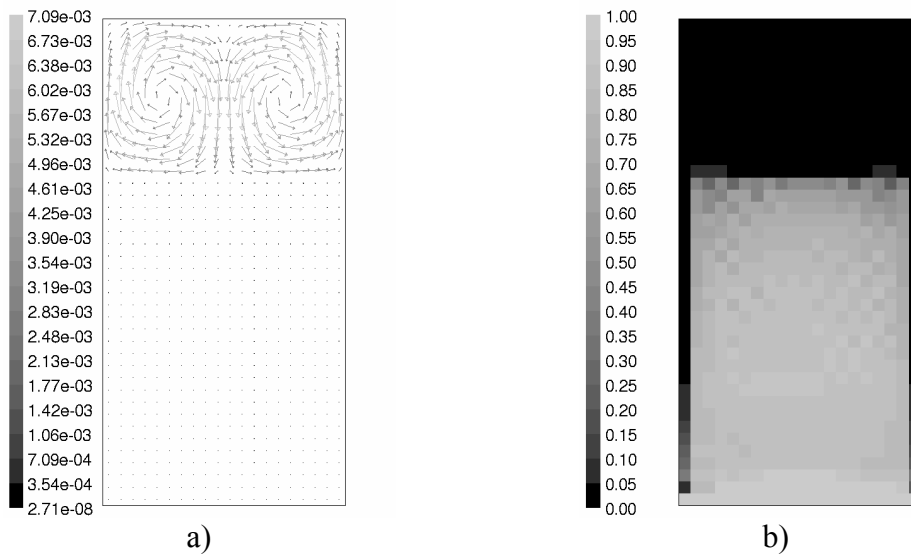 7.09e-03
6.73e-03
6.38e-03
6.02e-03
5.67e-03
5.32e-03
4.96e-03
4.61e-03
4.25e-03
3.90e-03
3.54e-03
3.19e-03
2.83e-03
2.48e-03
2.13e-03
1.77e-03
1.42e-03
1.06e-03
7.09e-04
3.54e-04
2.71e-08
a)
1.00
0.95
0.90
0.85
0.80
0.75
0.70
0.65
0.60
0.55
0.50
0.45
0.40
0.35
0.30
0.25
0.20
0.15
0.10
0.05
0.00
b)